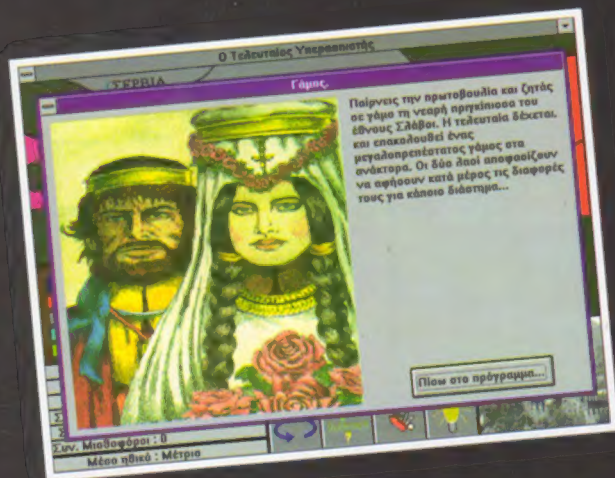 Ο Τελευταίος Υπερασπιστής
ΣΕΡΒΙΑ
Γάμος.
Παίρνεις την πρωτοβουλία και ζητάς
σε γάμο τη νεαρή πριγκίπισσα του
έθνους Σλάβοι. Η τελευταία δέχεται,
και επακολουθεί ένας
μεγαλοπρεπέστατος γάμος στα
ανάκτορα. Οι δύο λαοί αποφασίζουν
να αφήσουν κατά μέρος τις διαφορές
τους για κάποιο διάστημα...
Πίσω στο πρόγραμμα...
Συν. Μισθοφόροι : 0
Μέσο ηθικό : Μέτριο